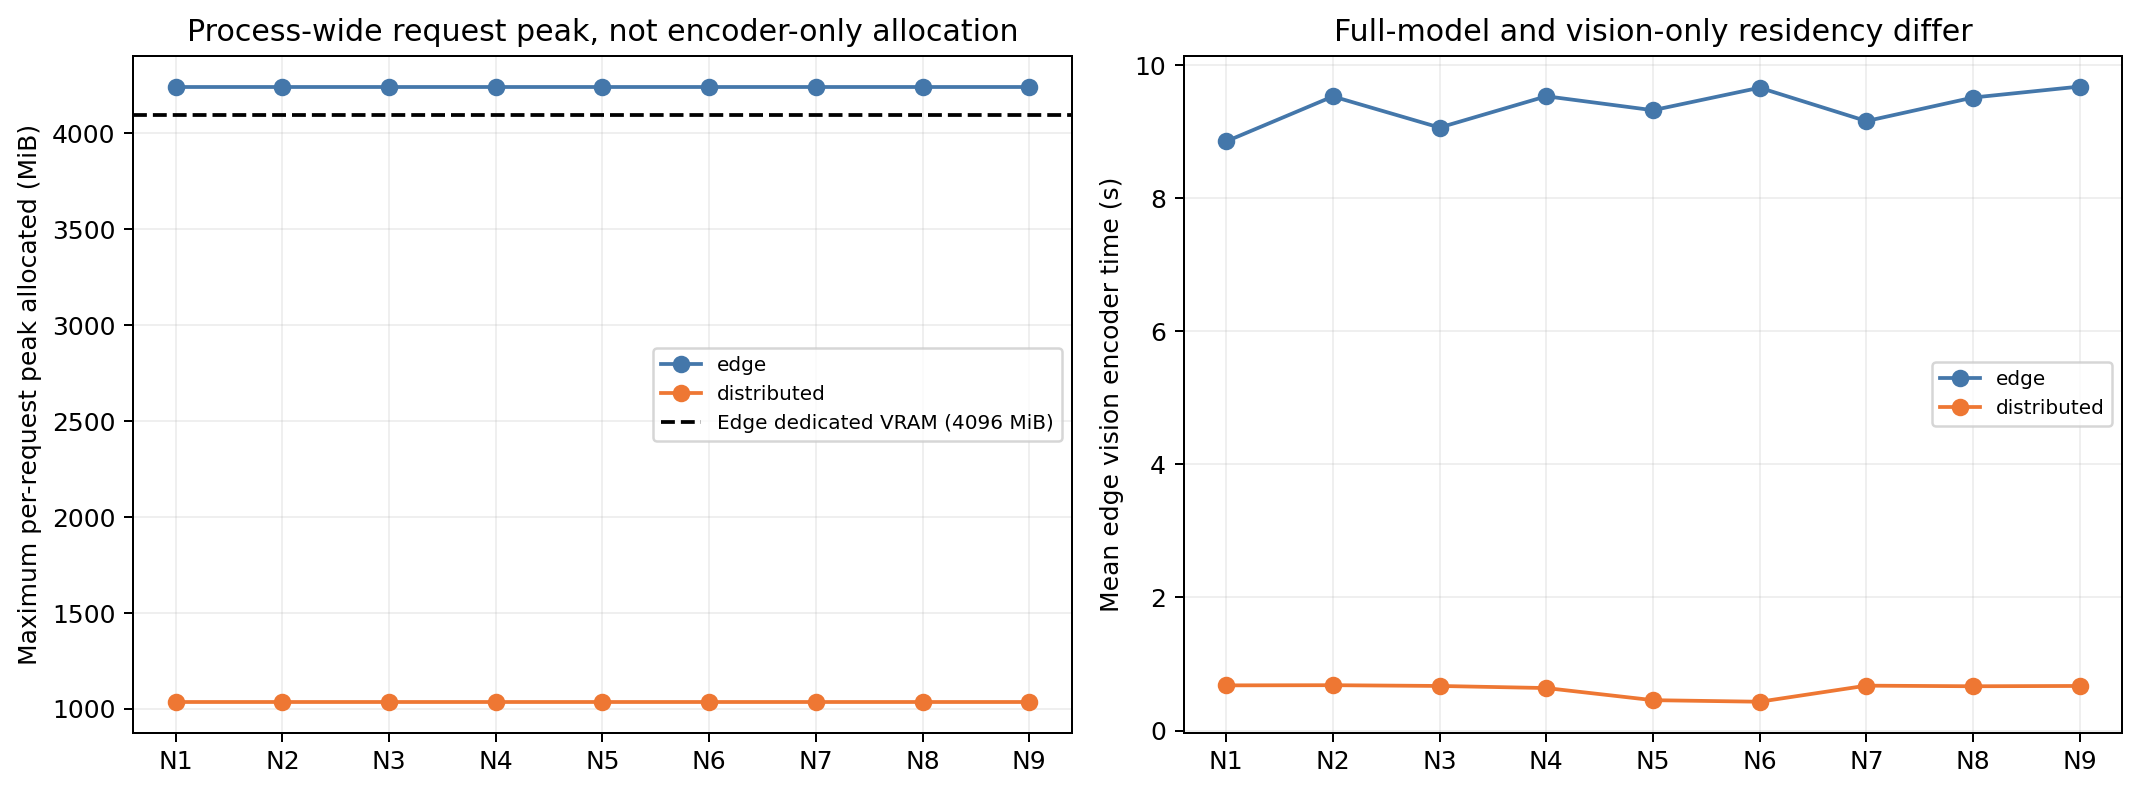 Process-wide request peak, not encoder-only allocation
Maximum per-request peak allocated (MiB)
4000
3500
3000
2500
2000
1500
1000
edge
distributed
Edge dedicated VRAM (4096 MiB)
N1 N2 N3 N4 N5 N6 N7 N8 N9
Full-model and vision-only residency differ
Mean edge vision encoder time (s)
10
8
6
4
2
0
edge
distributed
N1 N2 N3 N4 N5 N6 N7 N8 N9